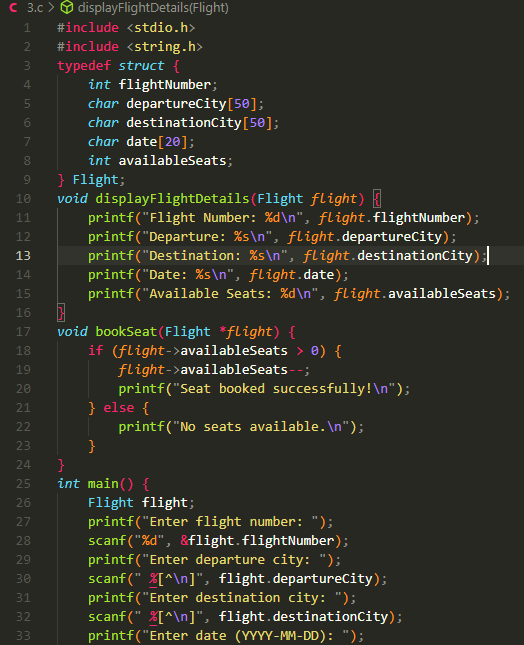 C 3.c > displayFlightDetails(Flight)
1 #include <stdio.h>
2 #include <string.h>
3 typedef struct {
4     int flightNumber;
5     char departureCity[50];
6     char destinationCity[50];
7     char date[20];
8     int availableSeats;
9 } Flight;
10 void displayFlightDetails(Flight flight) {
11     printf("Flight Number: %d\n", flight.flightNumber);
12     printf("Departure: %s\n", flight.departureCity);
13     printf("Destination: %s\n", flight.destinationCity);
14     printf("Date: %s\n", flight.date);
15     printf("Available Seats: %d\n", flight.availableSeats);
16 }
17 void bookSeat(Flight *flight) {
18     if (flight->availableSeats > 0) {
19         flight->availableSeats--;
20         printf("Seat booked successfully!\n");
21     } else {
22         printf("No seats available.\n");
23     }
24 }
25 int main() {
26     Flight flight;
27     printf("Enter flight number: ");
28     scanf("%d", &flight.flightNumber);
29     printf("Enter departure city: ");
30     scanf(" %[^\n]", flight.departureCity);
31     printf("Enter destination city: ");
32     scanf(" %[^\n]", flight.destinationCity);
33     printf("Enter date (YYYY-MM-DD): ");